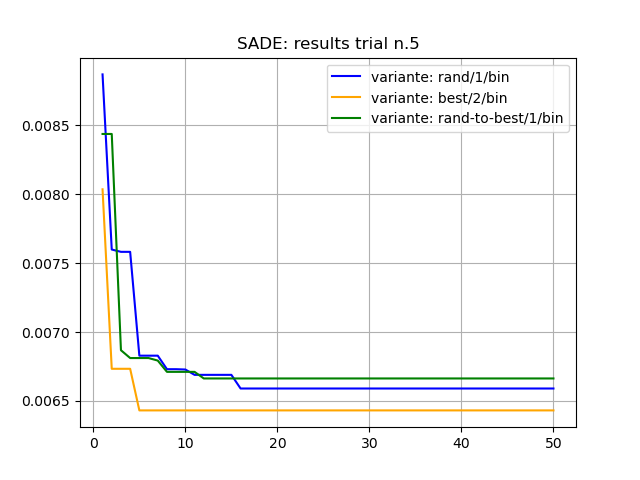 SADE: results trial n.5
variante: rand/1/bin
variante: best/2/bin
variante: rand-to-best/1/bin
0.0085
0.0080
0.0075
0.0070
0.0065
0 10 20 30 40 50